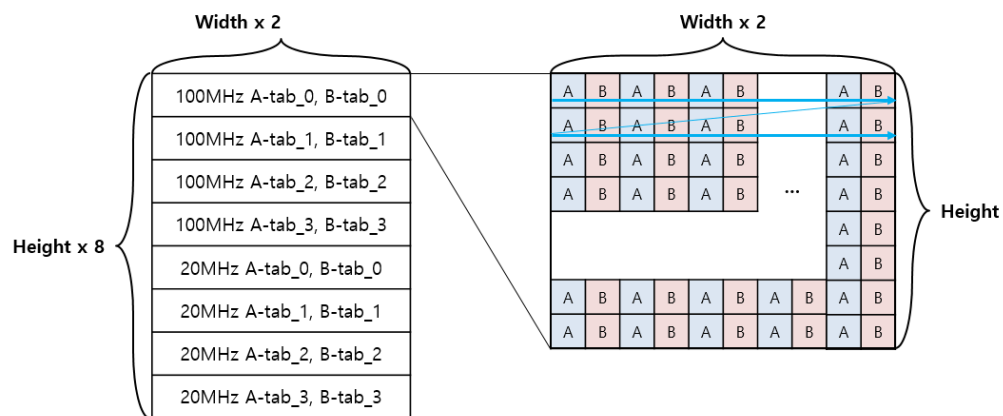 Width x 2
Width x 2
Height x 8
100MHz A-tab_0, B-tab_0
100MHz A-tab_1, B-tab_1
100MHz A-tab_2, B-tab_2
100MHz A-tab_3, B-tab_3
20MHz A-tab_0, B-tab_0
20MHz A-tab_1, B-tab_1
20MHz A-tab_2, B-tab_2
20MHz A-tab_3, B-tab_3
A B A B A B A B
A B A B A B A B
A B A B A B A B
A B A B A B ... A B
A B
A B
A B A B A B A B A B
A B A B A B A B A B
Height